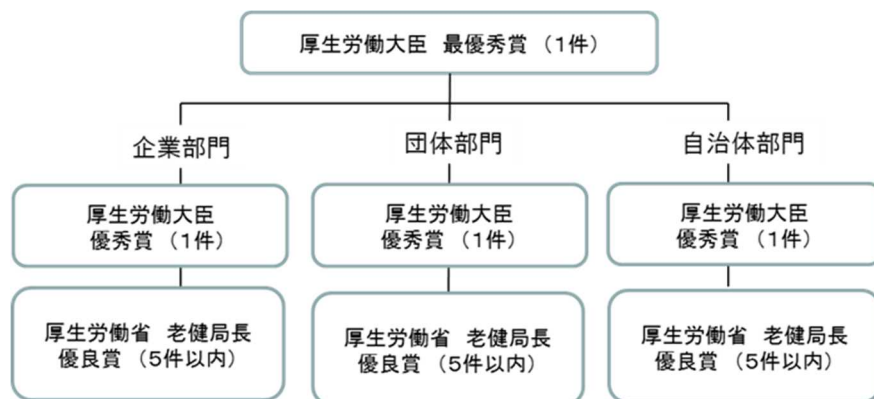 厚生労働大臣　最優秀賞　（1件）
企業部門
団体部門
自治体部門
厚生労働大臣
優秀賞　（1件）
厚生労働大臣
優秀賞　（1件）
厚生労働大臣
優秀賞　（1件）
厚生労働省　老健局長
優良賞　（5件以内）
厚生労働省　老健局長
優良賞　（5件以内）
厚生労働省　老健局長
優良賞　（5件以内）